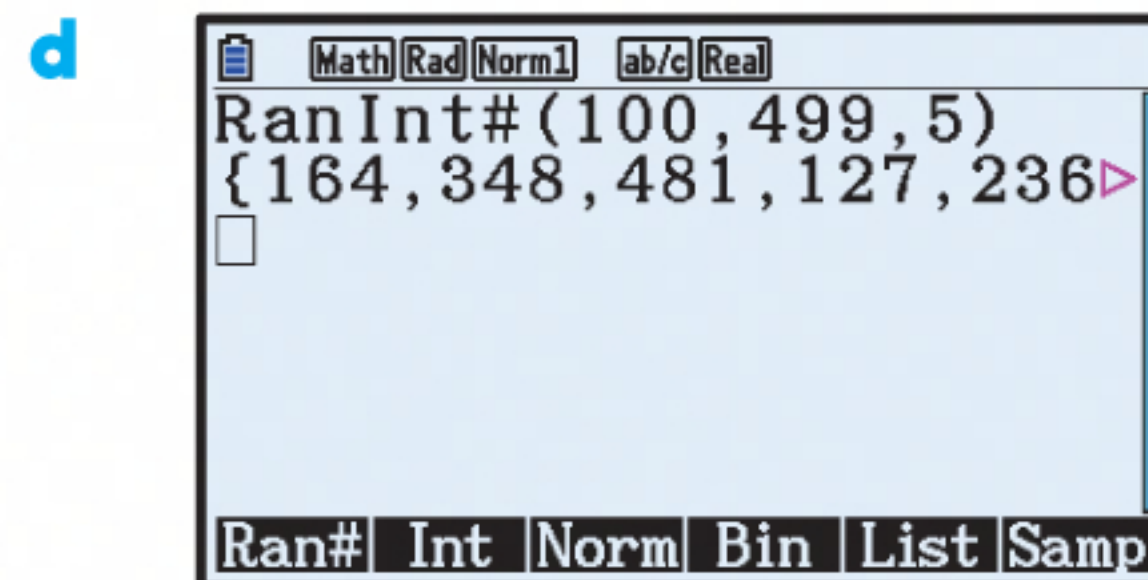 d
Math Rad Norm1 ab/c Real
RanInt#(100,499,5)
{164,348,481,127,236▷
Ran# Int Norm Bin List Samp